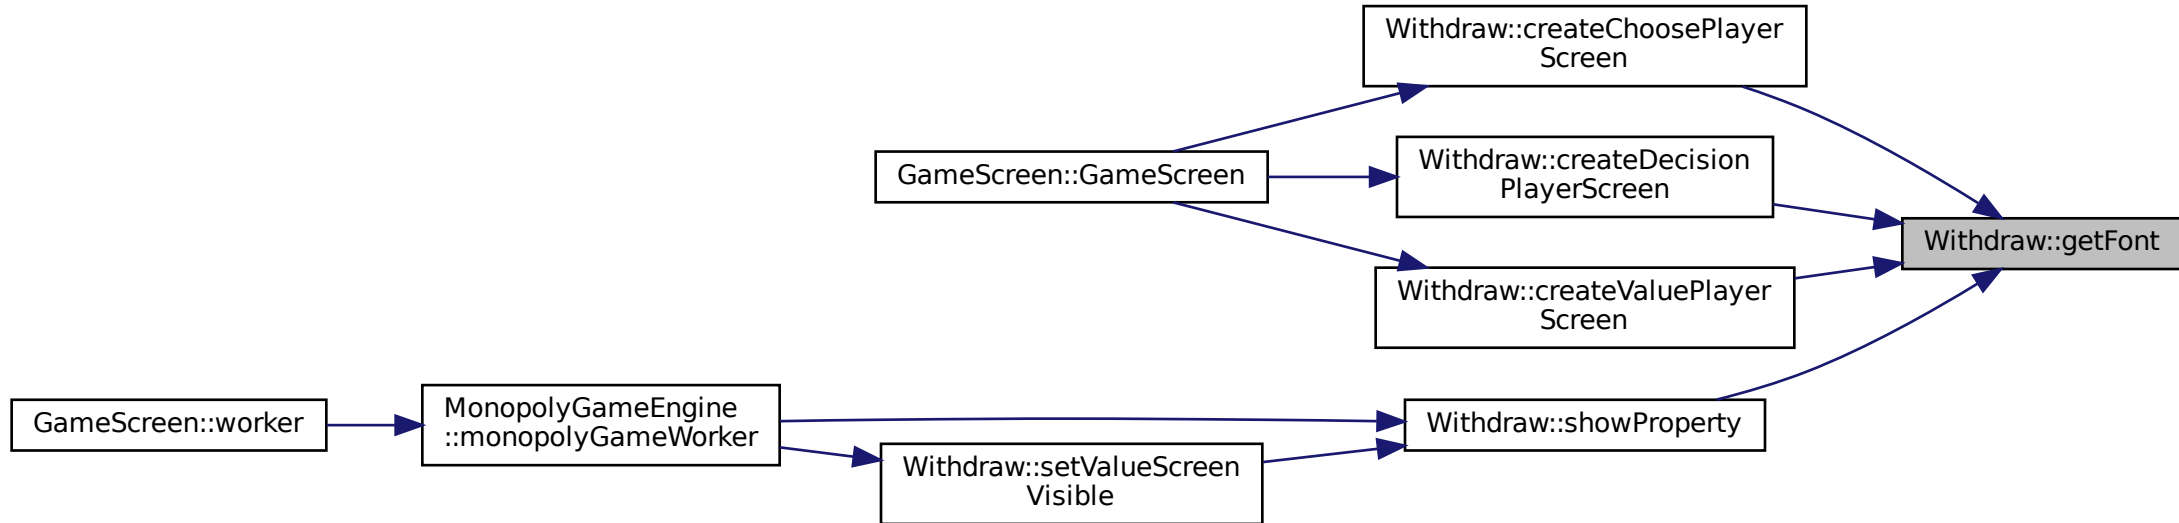 Withdraw::createChoosePlayer
Screen
Withdraw::createDecision
PlayerScreen
GameScreen::GameScreen
Withdraw::getFont
Withdraw::createValuePlayer
Screen
MonopolyGameEngine
::monopolyGameWorker
GameScreen::worker
Withdraw::showProperty
Withdraw::setValueScreen
Visible